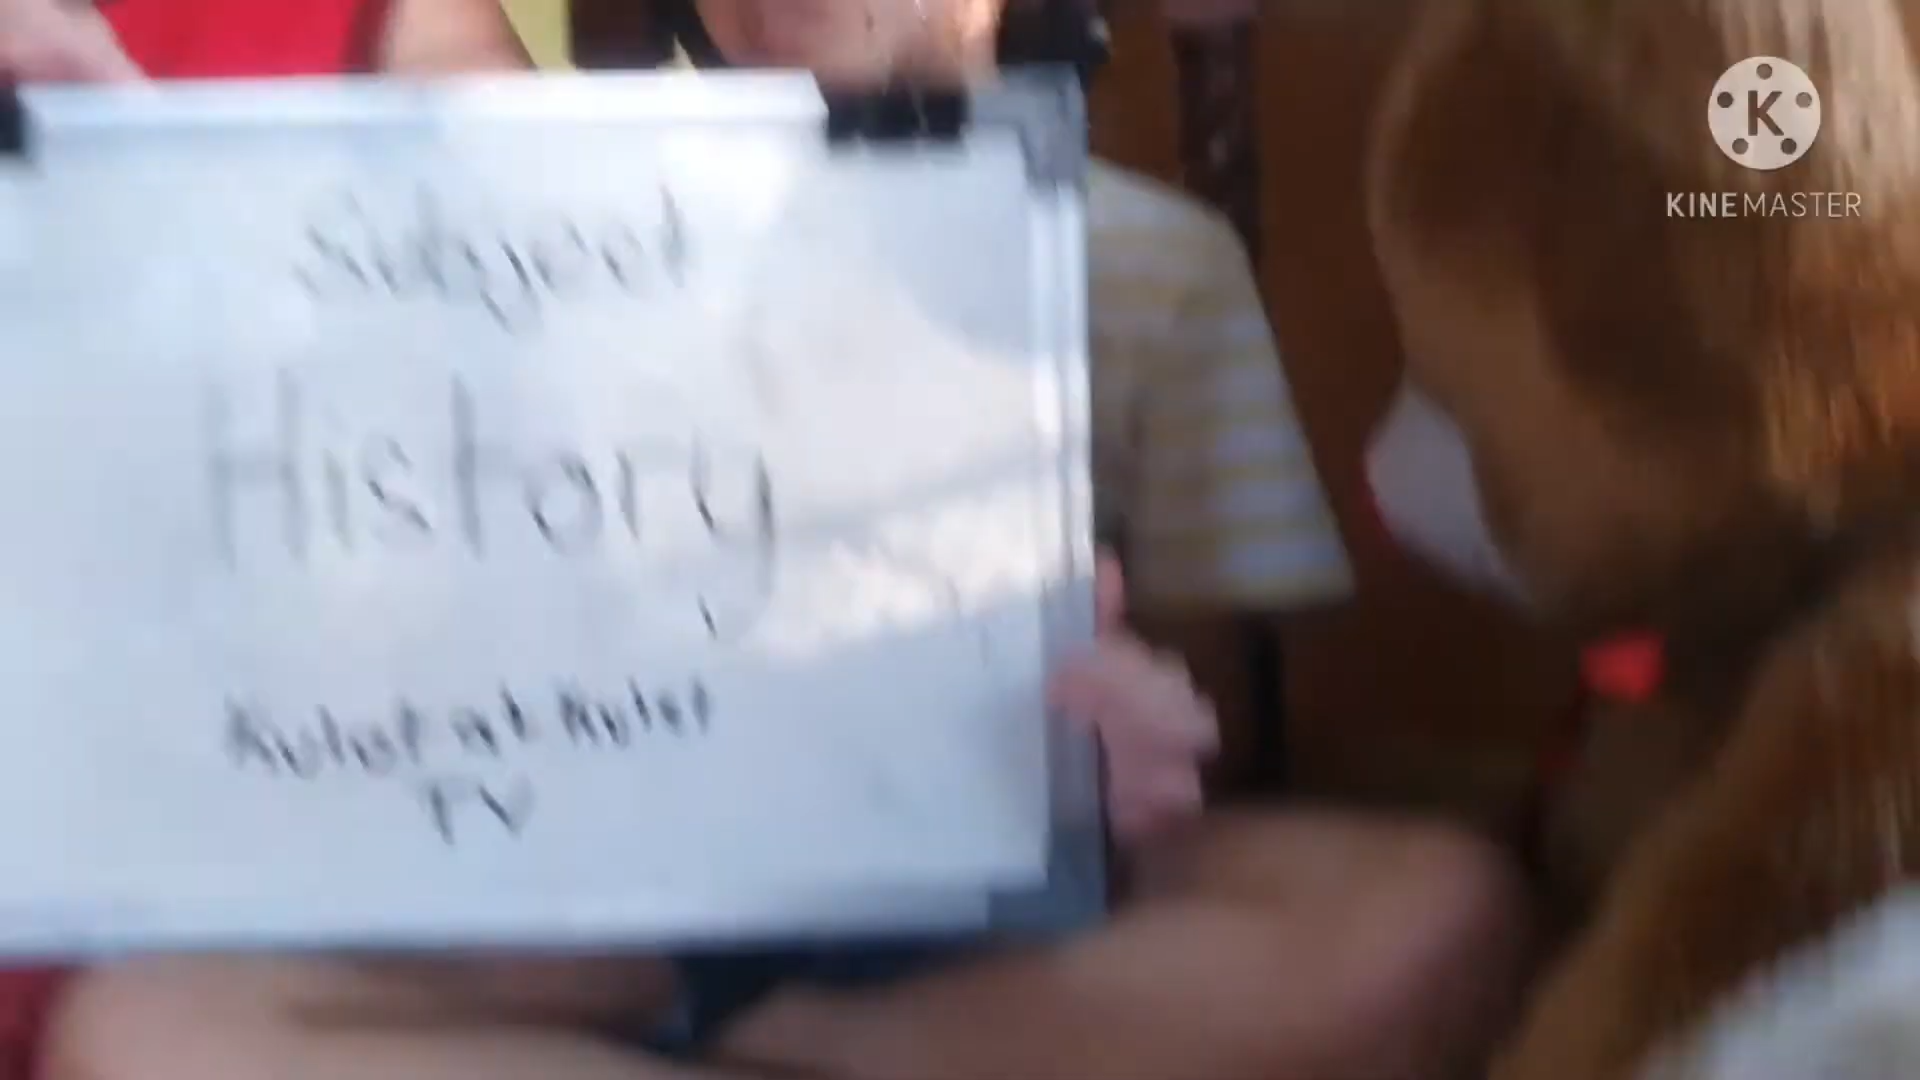 Subject
History
Kulot at Kulot
TV
K
KINEMASTER